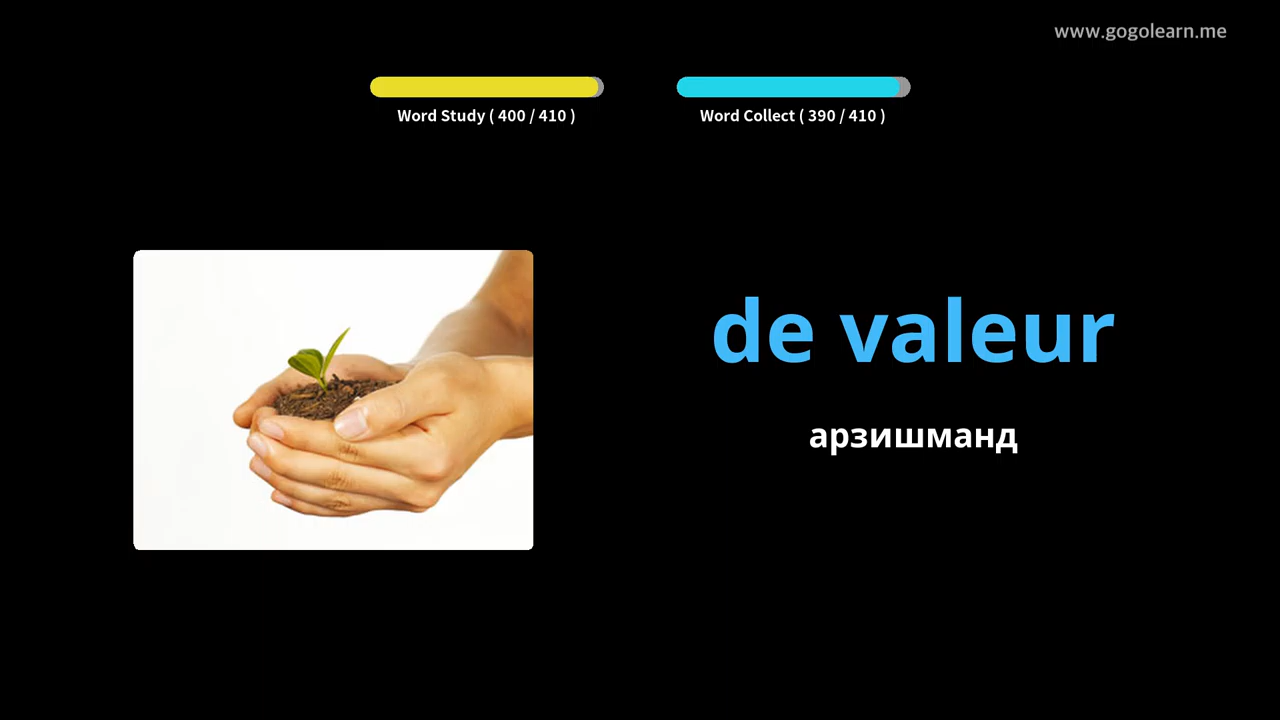 www.gogolearn.me
Word Study ( 400 / 410 )
Word Collect ( 390 / 410 )
de valeur
арзишманд